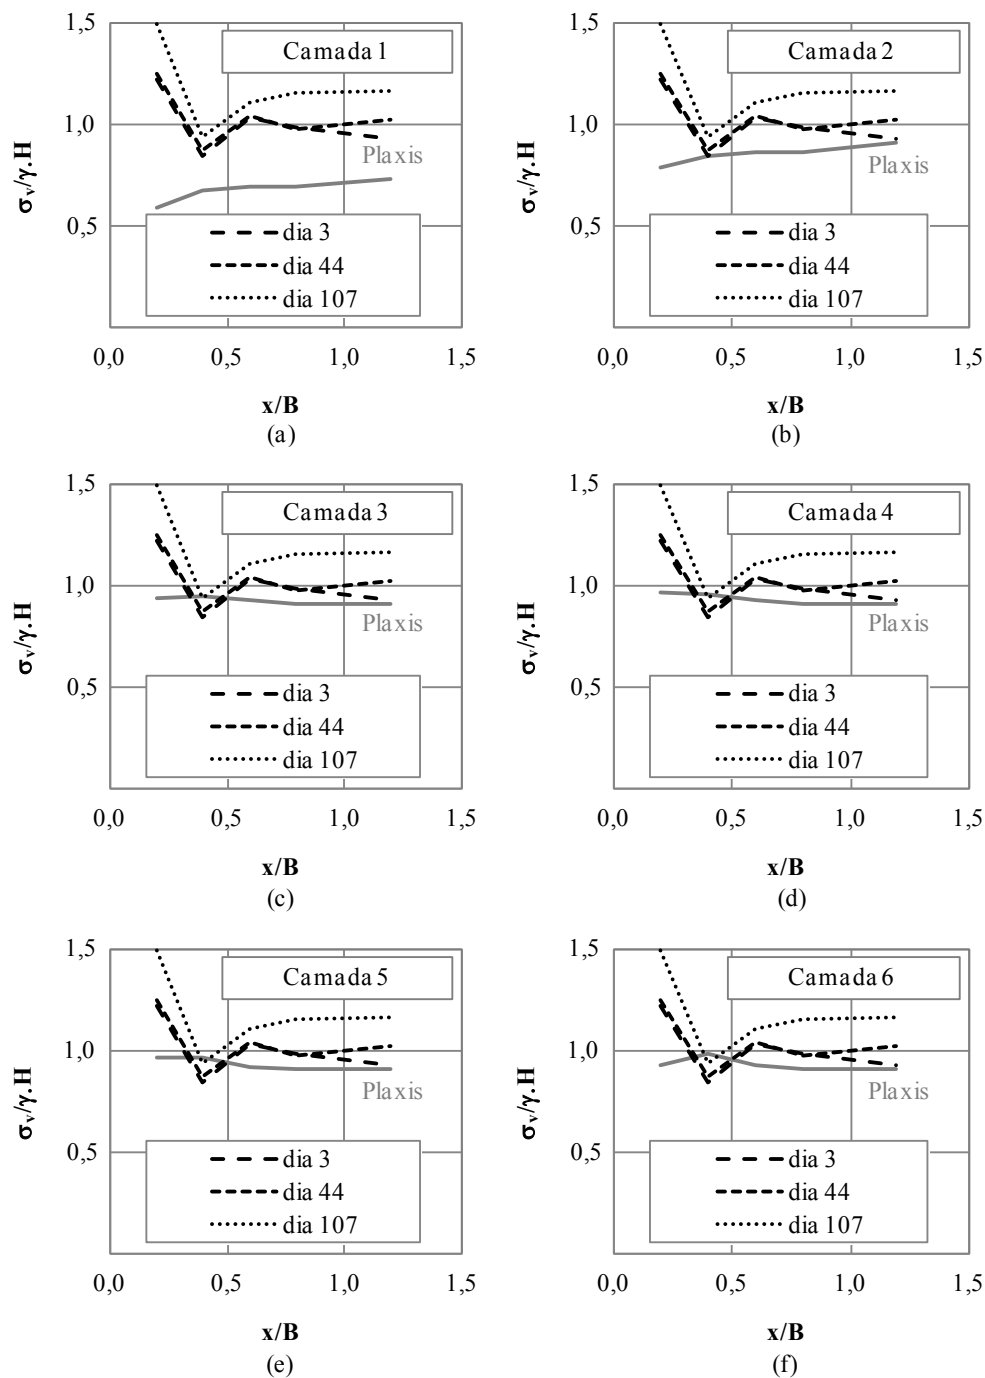 1,5
1,0
0,5
σv/γ.H
Camada 1
Plaxis
dia 3
dia 44
dia 107
0,0 0,5 1,0 1,5
x/B
(a)
1,5
1,0
0,5
σv/γ.H
Camada 2
Plaxis
dia 3
dia 44
dia 107
0,0 0,5 1,0 1,5
x/B
(b)
1,5
1,0
0,5
σv/γ.H
Camada 3
Plaxis
dia 3
dia 44
dia 107
0,0 0,5 1,0 1,5
x/B
(c)
1,5
1,0
0,5
σv/γ.H
Camada 4
Plaxis
dia 3
dia 44
dia 107
0,0 0,5 1,0 1,5
x/B
(d)
1,5
1,0
0,5
σv/γ.H
Camada 5
Plaxis
dia 3
dia 44
dia 107
0,0 0,5 1,0 1,5
x/B
(e)
1,5
1,0
0,5
σv/γ.H
Camada 6
Plaxis
dia 3
dia 44
dia 107
0,0 0,5 1,0 1,5
x/B
(f)